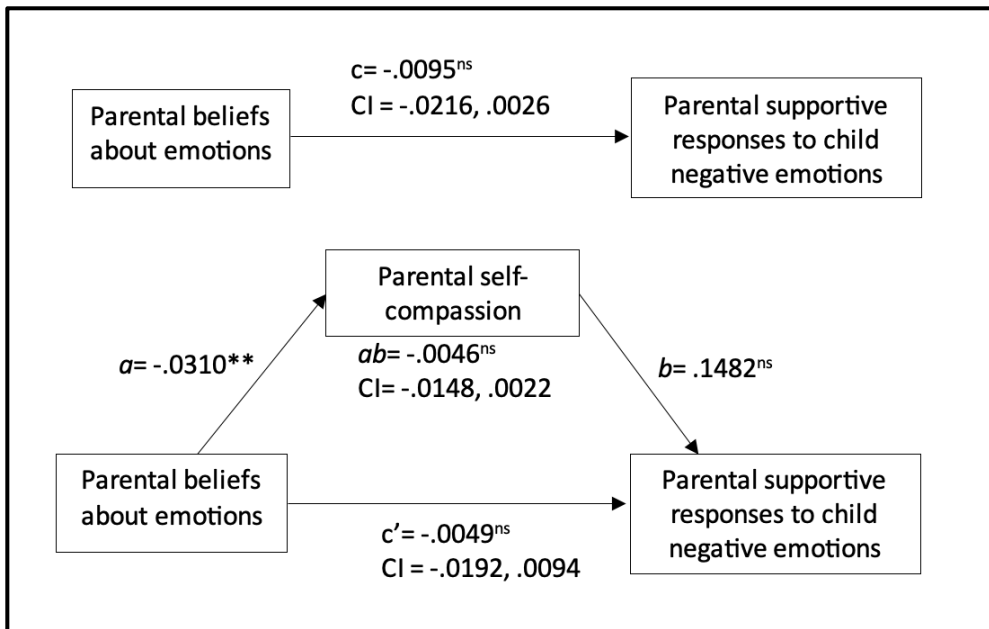 c= -.0095ns
CI = -.0216, .0026
Parental beliefs
about emotions
Parental supportive
responses to child
negative emotions
Parental self-
compassion
a= -.0310**
ab= -.0046ns
CI= -.0148, .0022
b= .1482ns
Parental beliefs
about emotions
c’= -.0049ns
CI = -.0192, .0094
Parental supportive
responses to child
negative emotions